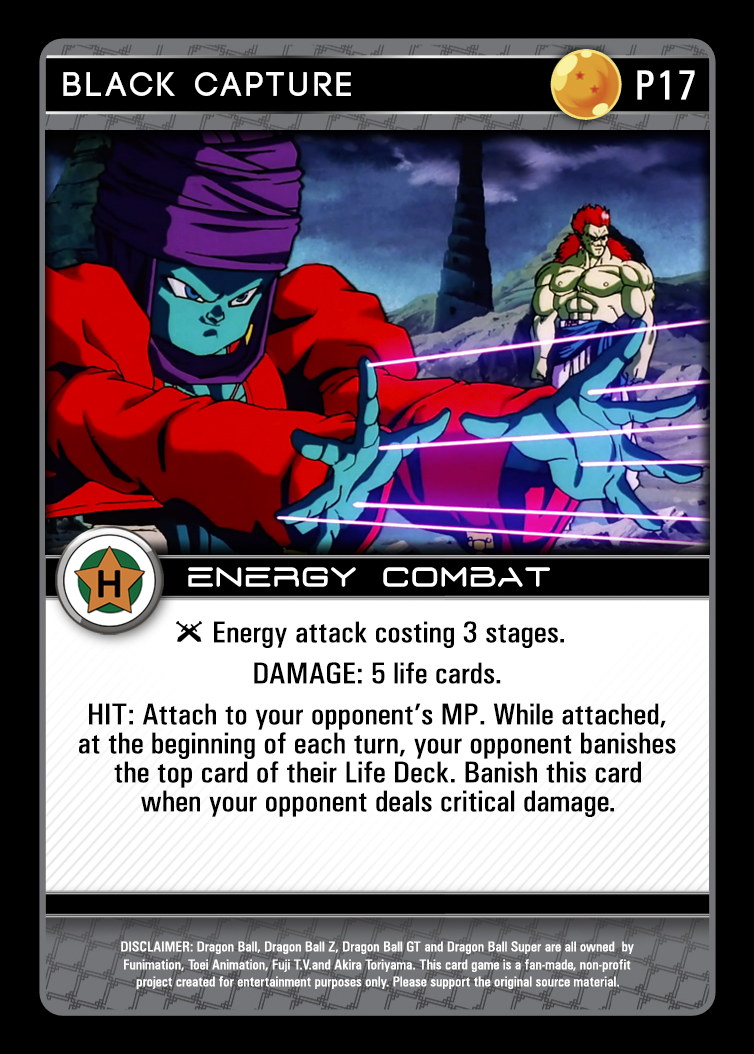 BLACK CAPTURE P17
H
ENERGY COMBAT
Energy attack costing 3 stages.
DAMAGE: 5 life cards.
HIT: Attach to your opponent's MP. While attached,
at the beginning of each turn, your opponent banishes
the top card of their Life Deck. Banish this card
when your opponent deals critical damage.
DISCLAIMER: Dragon Ball, Dragon Ball Z, Dragon Ball GT and Dragon Ball Super are all owned by
Funimation, Toei Animation, Fuji T.V.and Akira Toriyama. This card game is a fan-made, non-profit
project created for entertainment purposes only. Please support the original source material.